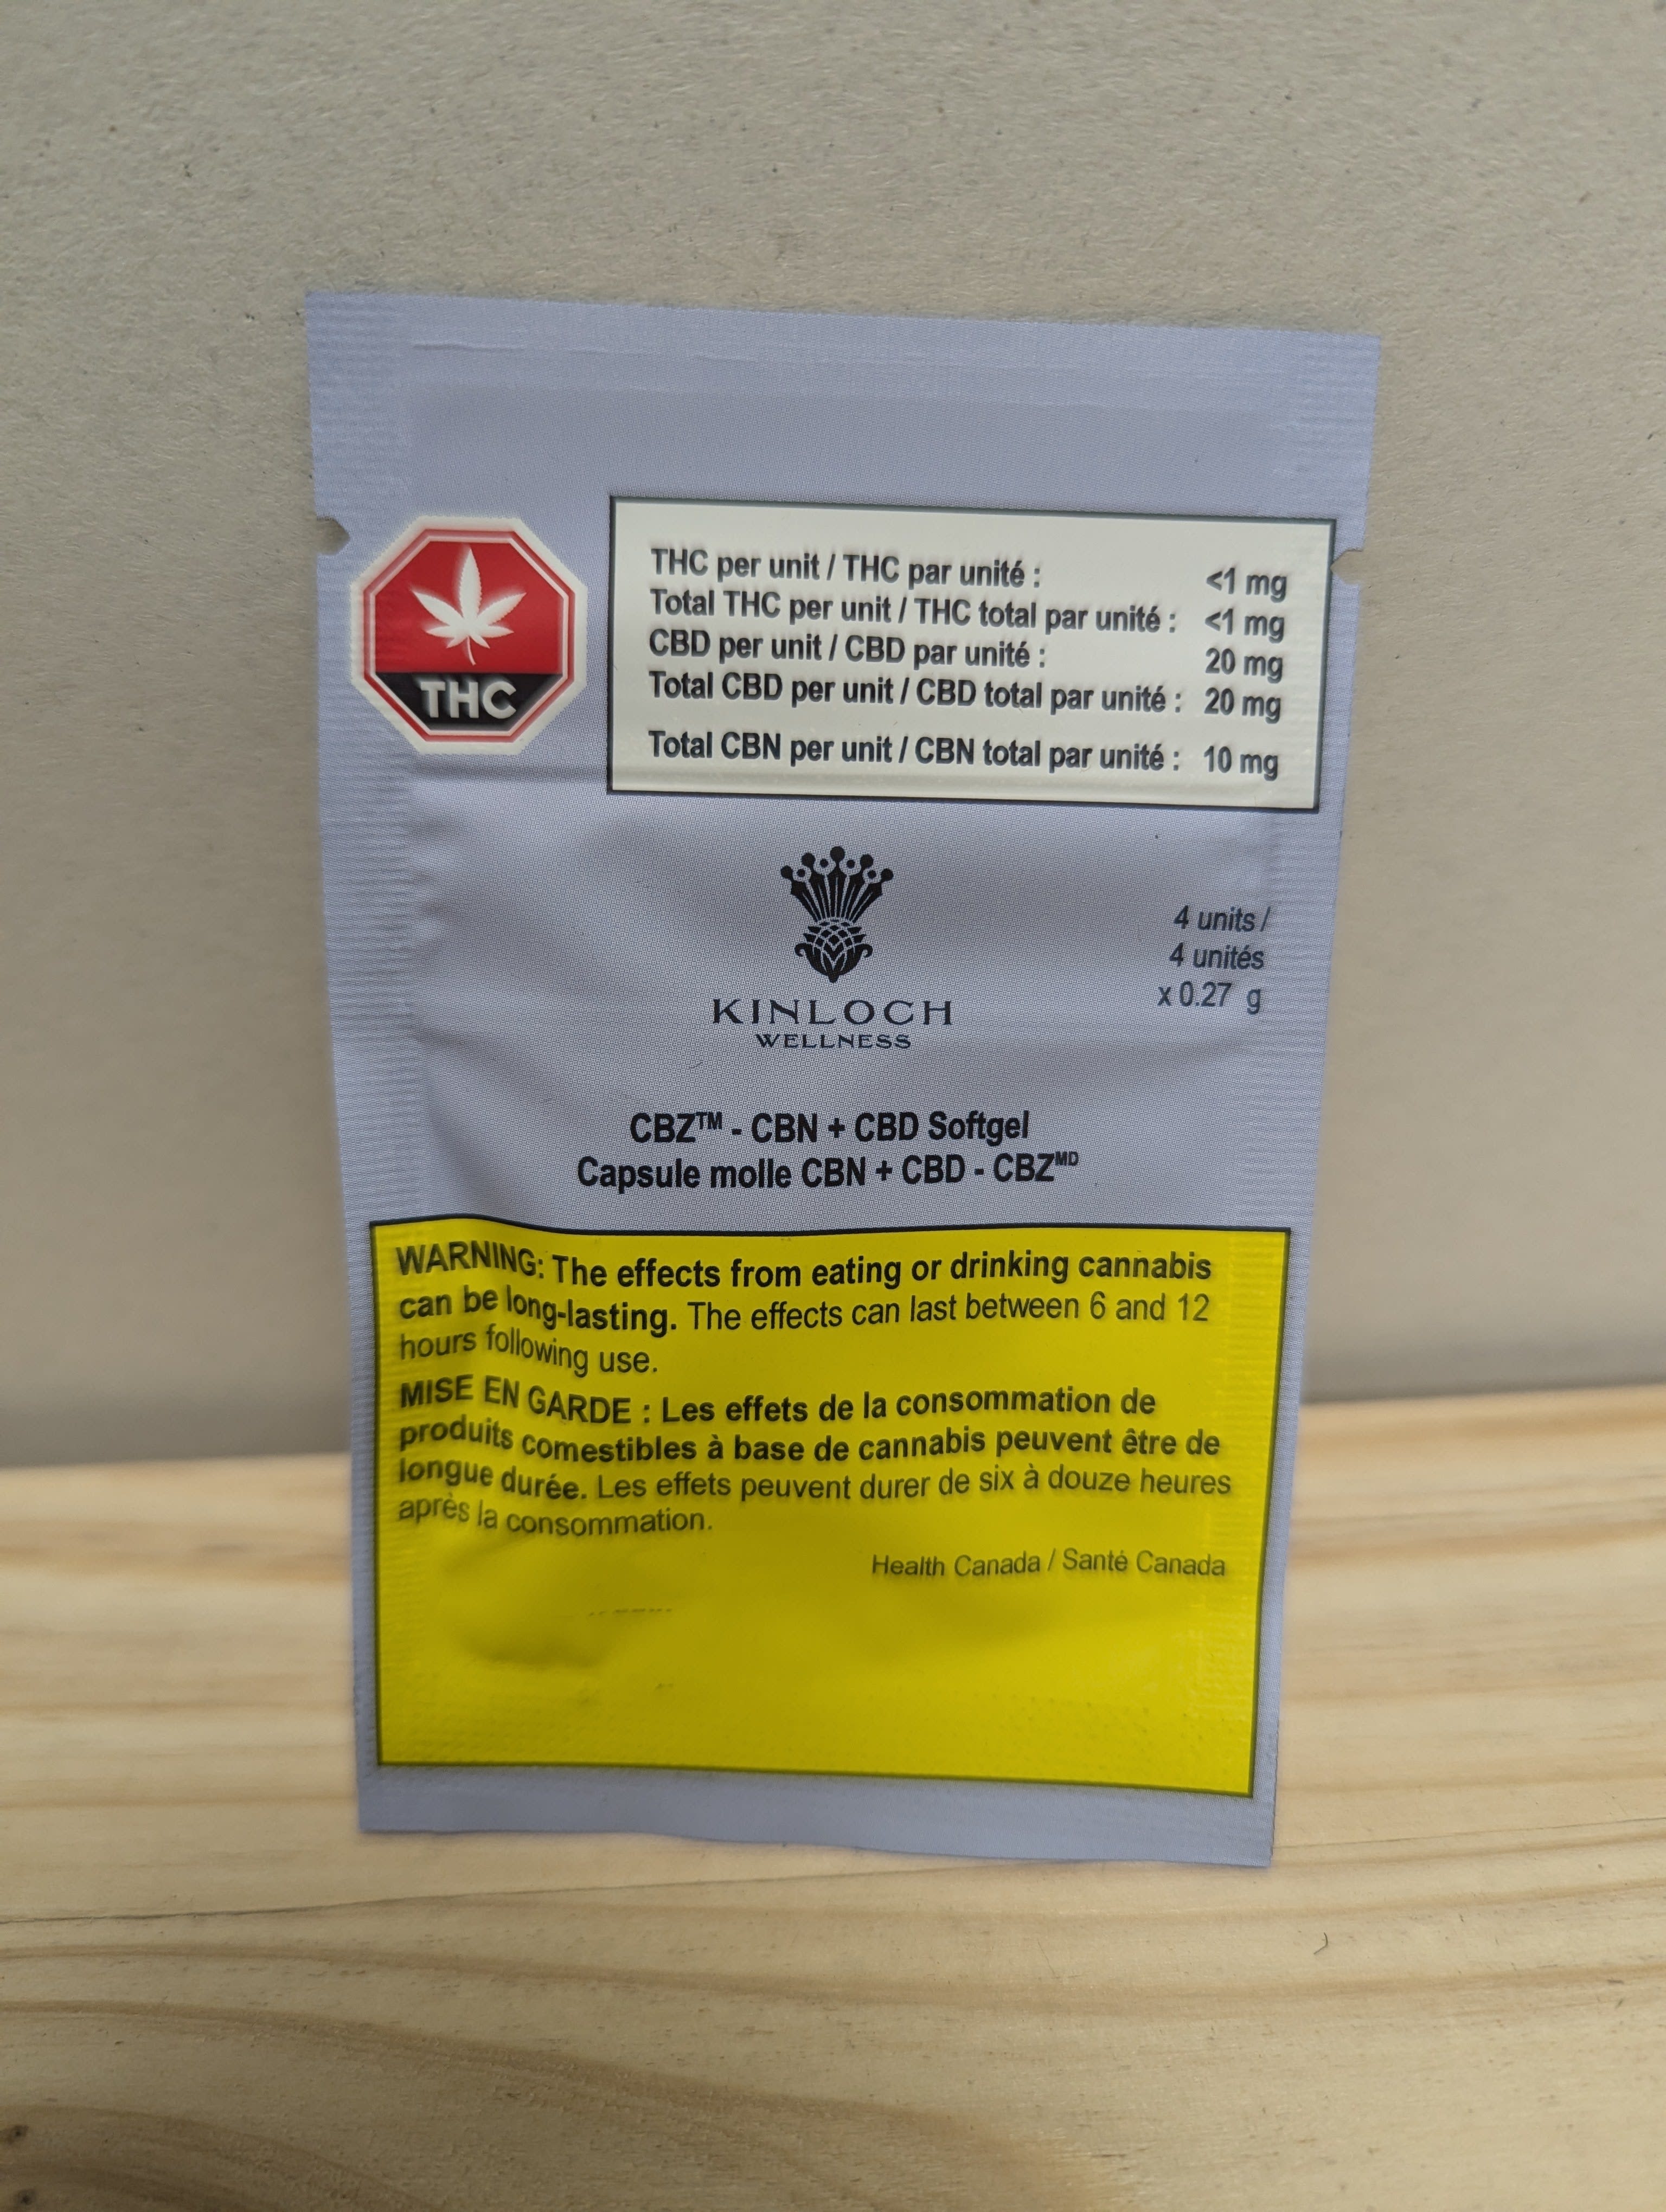 THC
THC per unit / THC par unité : <1 mg
Total THC per unit / THC total par unité : <1 mg
CBD per unit / CBD par unité : 20 mg
Total CBD per unit / CBD total par unité : 20 mg
Total CBN per unit / CBN total par unité : 10 mg
KINLOCH
WELLNESS
4 units /
4 unités
x 0.27 g
CBZ™ - CBN + CBD Softgel
Capsule molle CBN + CBD - CBZᴹᴰ
WARNING: The effects from eating or drinking cannabis
can be long-lasting. The effects can last between 6 and 12
hours following use.
MISE EN GARDE : Les effets de la consommation de
produits comestibles à base de cannabis peuvent être de
longue durée. Les effets peuvent durer de six à douze heures
après la consommation.
Health Canada / Santé Canada